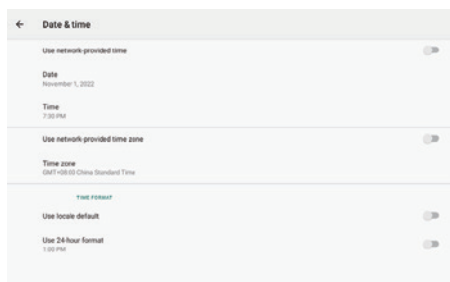 Date & time
Use network-provided time
Date
November 1, 2022
Time
7:30 PM
Use network-provided time zone
Time zone
GMT+08:00 China Standard Time
TIME FORMAT
Use locale default
Use 24-hour format
1:00 PM